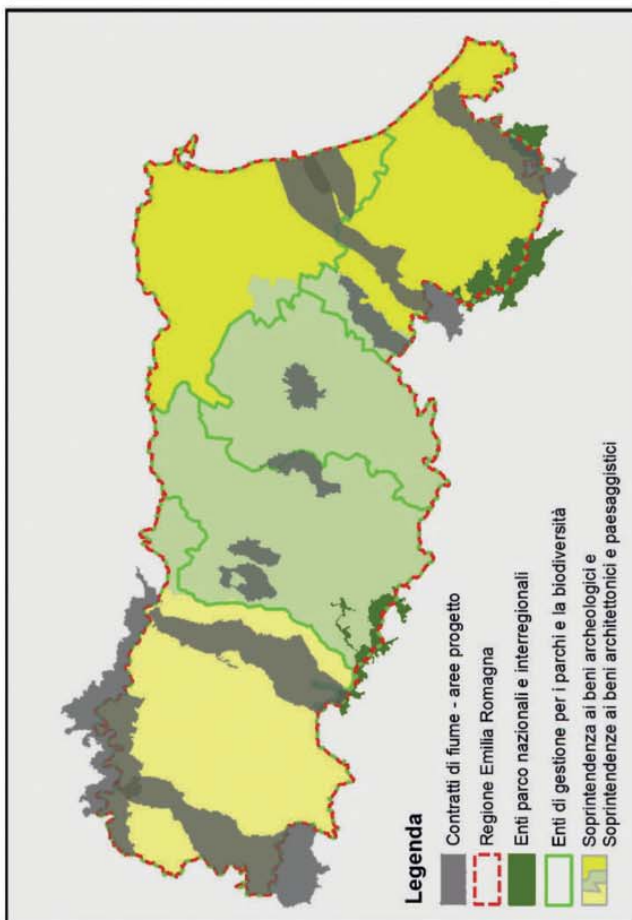 Legenda
Contratti di fiume - aree progetto
Regione Emilia Romagna
Enti parco nazionali e interregionali
Enti di gestione per i parchi e la biodiversità
Soprintendenza ai beni archeologici e
Soprintendenze ai beni architettonici e paesaggistici